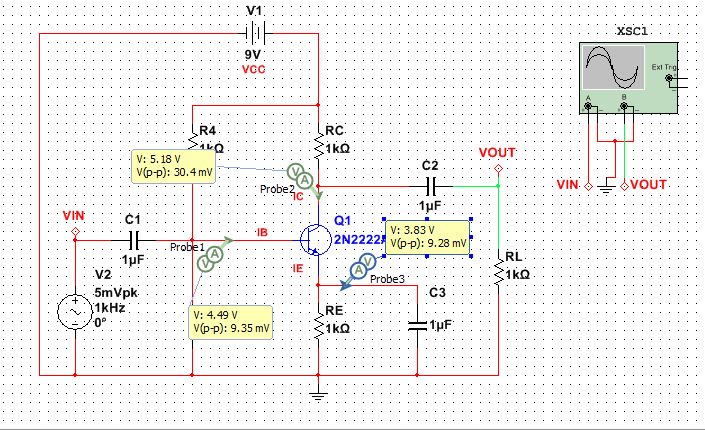 V1
9V
VCC
XSC1
Ext Trig
A
B
R4
1kΩ
RC
1kΩ
V: 5.18 V
V(p-p): 30.4 mV
V
A
Probe2
IC
C2
1µF
VOUT
VIN
VOUT
VIN
C1
1µF
Probe1
V
A
IB
Q1
2N2222
V: 3.83 V
V(p-p): 9.28 mV
IE
A
V
Probe3
RL
1kΩ
V2
5mVpk
1kHz
0°
V: 4.49 V
V(p-p): 9.35 mV
RE
1kΩ
C3
1µF